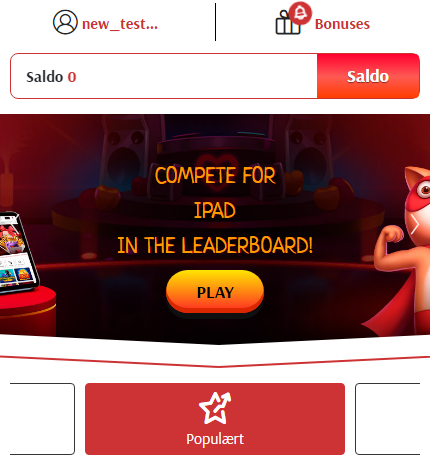 new_test...
Bonuses
Saldo 0
Saldo
COMPETE FOR
IPAD
IN THE LEADERBOARD!
PLAY
Populært